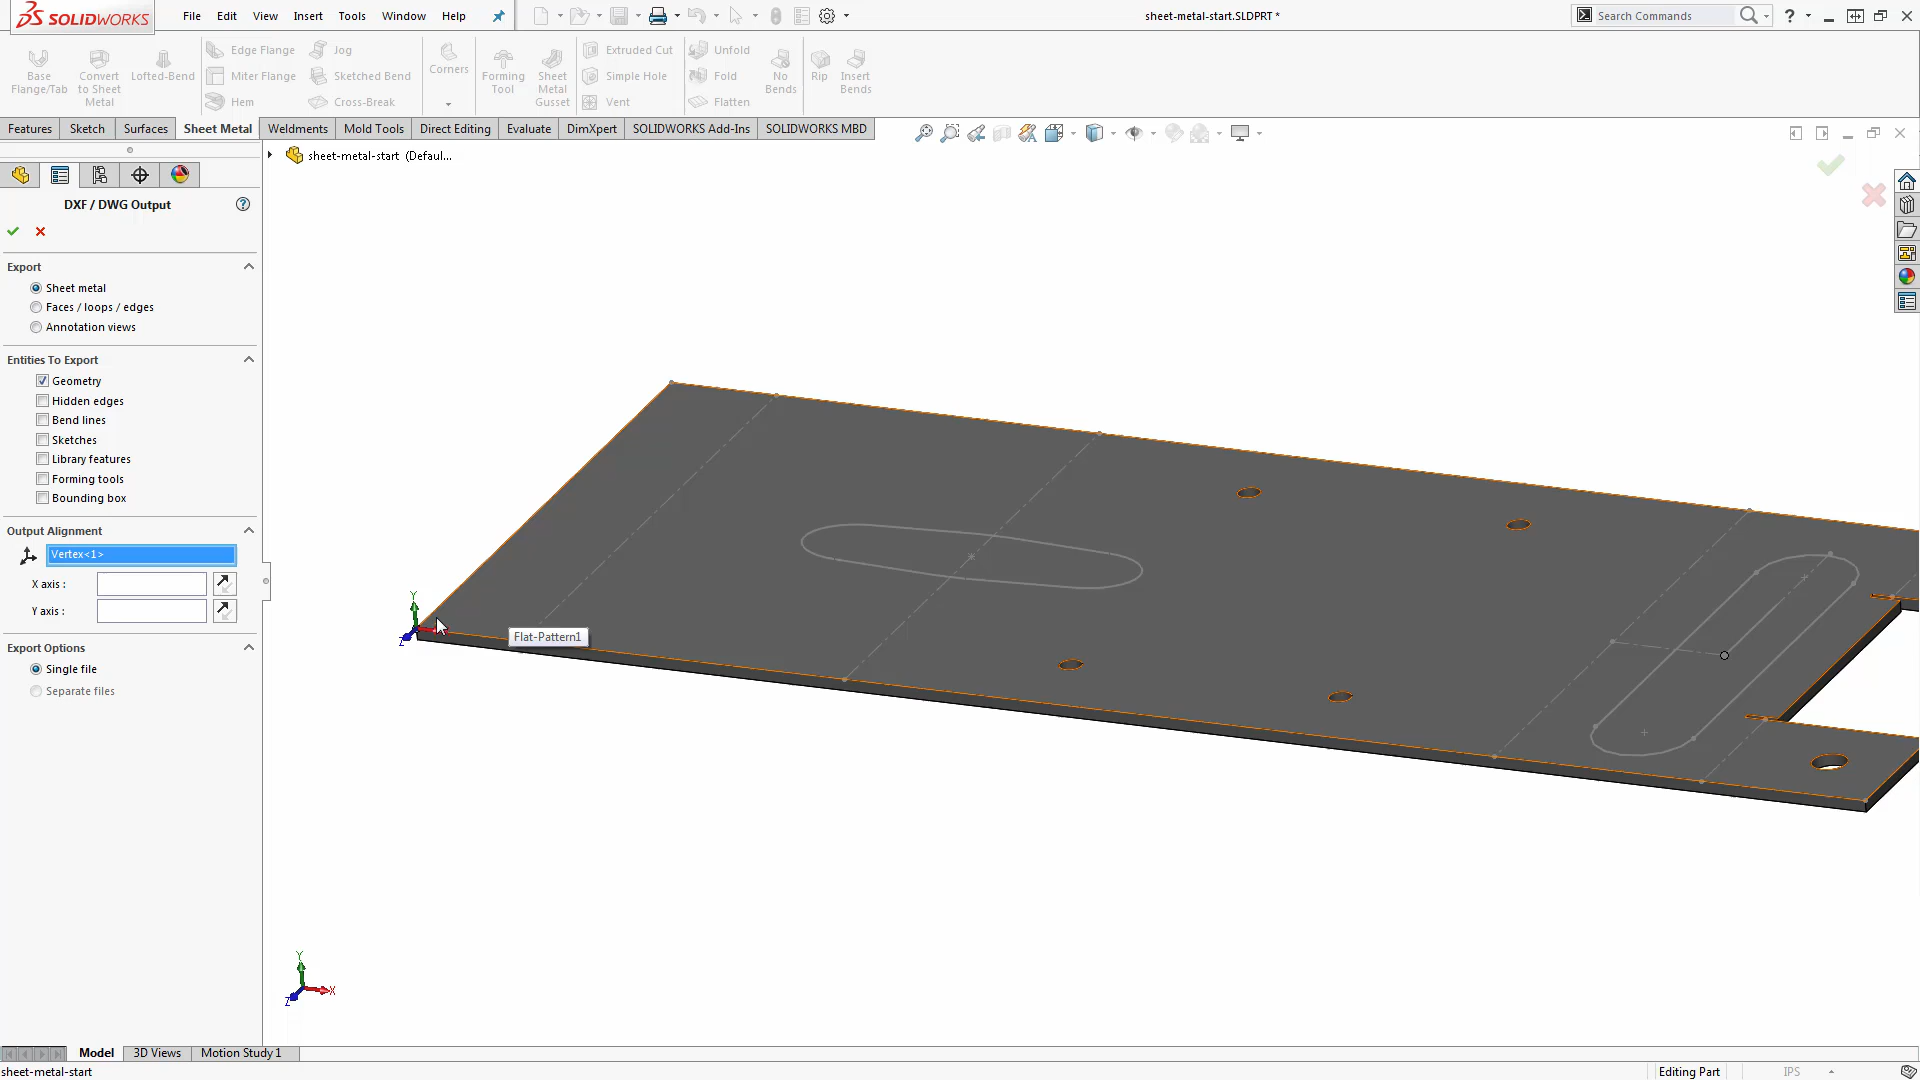 SOLIDWORKS File Edit View Insert Tools Window Help sheet-metal-start.SLDPRT * Search Commands ?
Base Flange/Tab
Convert to Sheet Metal
Lofted-Bend
Edge Flange
Miter Flange
Hem
Jog
Sketched Bend
Cross-Break
Corners
Forming Tool
Sheet Metal Gusset
Extruded Cut
Simple Hole
Vent
Unfold
Fold
Flatten
No Bends
Rip
Insert Bends
Features Sketch Surfaces Sheet Metal Weldments Mold Tools Direct Editing Evaluate DimXpert SOLIDWORKS Add-Ins SOLIDWORKS MBD
sheet-metal-start (Defaul...
DXF / DWG Output ?
Export
Sheet metal
Faces / loops / edges
Annotation views
Entities To Export
Geometry
Hidden edges
Bend lines
Sketches
Library features
Forming tools
Bounding box
Output Alignment
Vertex<1>
X axis :
Y axis :
Export Options
Single file
Separate files
Y
Z
Flat-Pattern1
Y
Z X
Model 3D Views Motion Study 1
sheet-metal-start Editing Part IPS